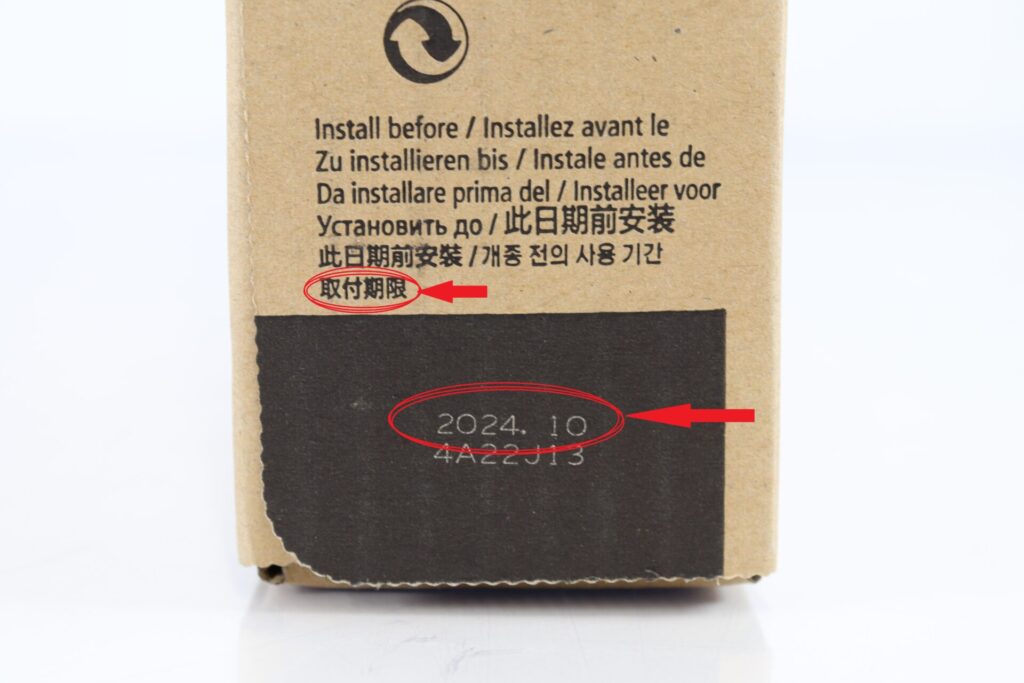 Install before / Installez avant le
Zu installieren bis / Instale antes de
Da installare prima del / Installeer voor
Установить до / 此日期前安装
此日期前安裝 / 개종 전의 사용 기간
取付期限
2024. 10
4A22J13